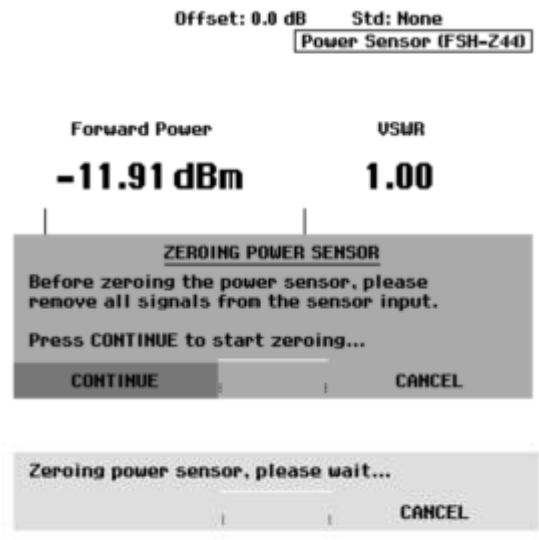 Offset: 0.0 dB Std: None
Power Sensor (FSH-Z44)
Forward Power VSWR
-11.91 dBm 1.00
ZEROING POWER SENSOR
Before zeroing the power sensor, please
remove all signals from the sensor input.
Press CONTINUE to start zeroing...
CONTINUE CANCEL
Zeroing power sensor, please wait...
CANCEL